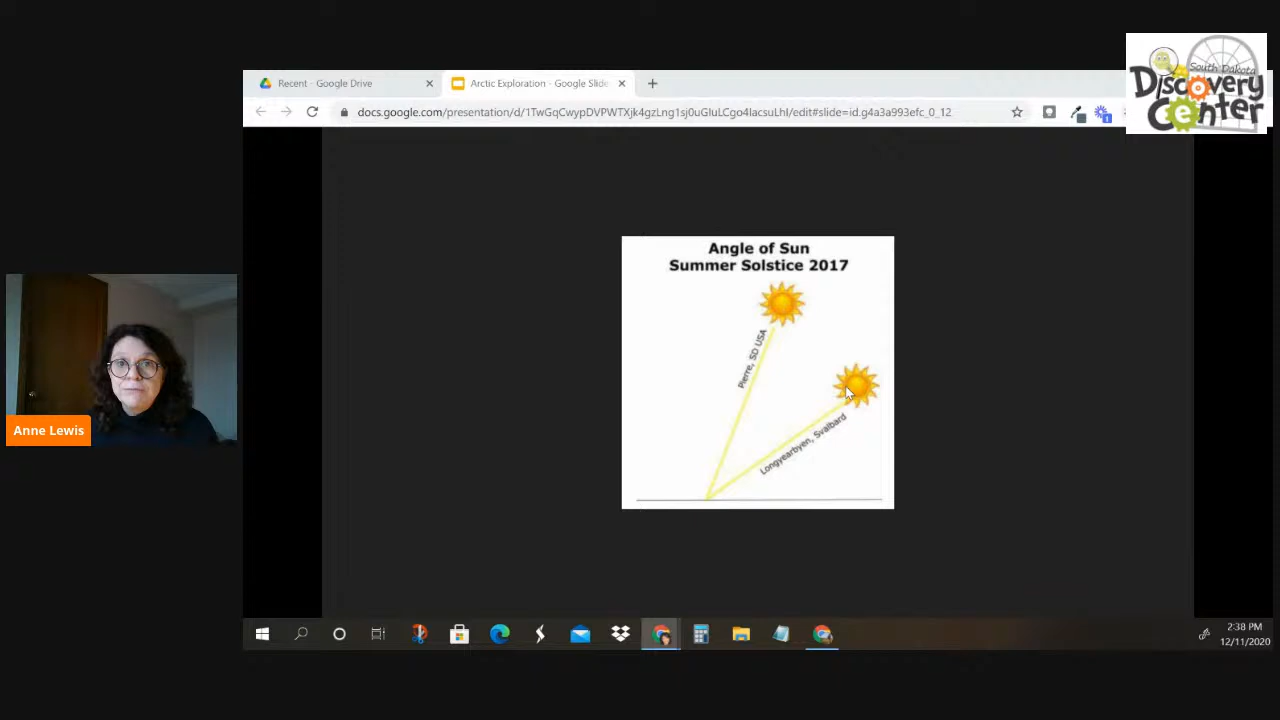 South Dakota
Discovery
Center
Recent - Google Drive
Arctic Exploration - Google Slide
docs.google.com/presentation/d/1TwGqCwypDVPWTXjk4gzLng1sj0uGIuLCgo4IacsuLhI/edit#slide=id.g4a3a993efc_0_12
Angle of Sun
Summer Solstice 2017
Pierre, SD USA
Longyearbyen, Svalbard
Anne Lewis
2:38 PM
12/11/2020